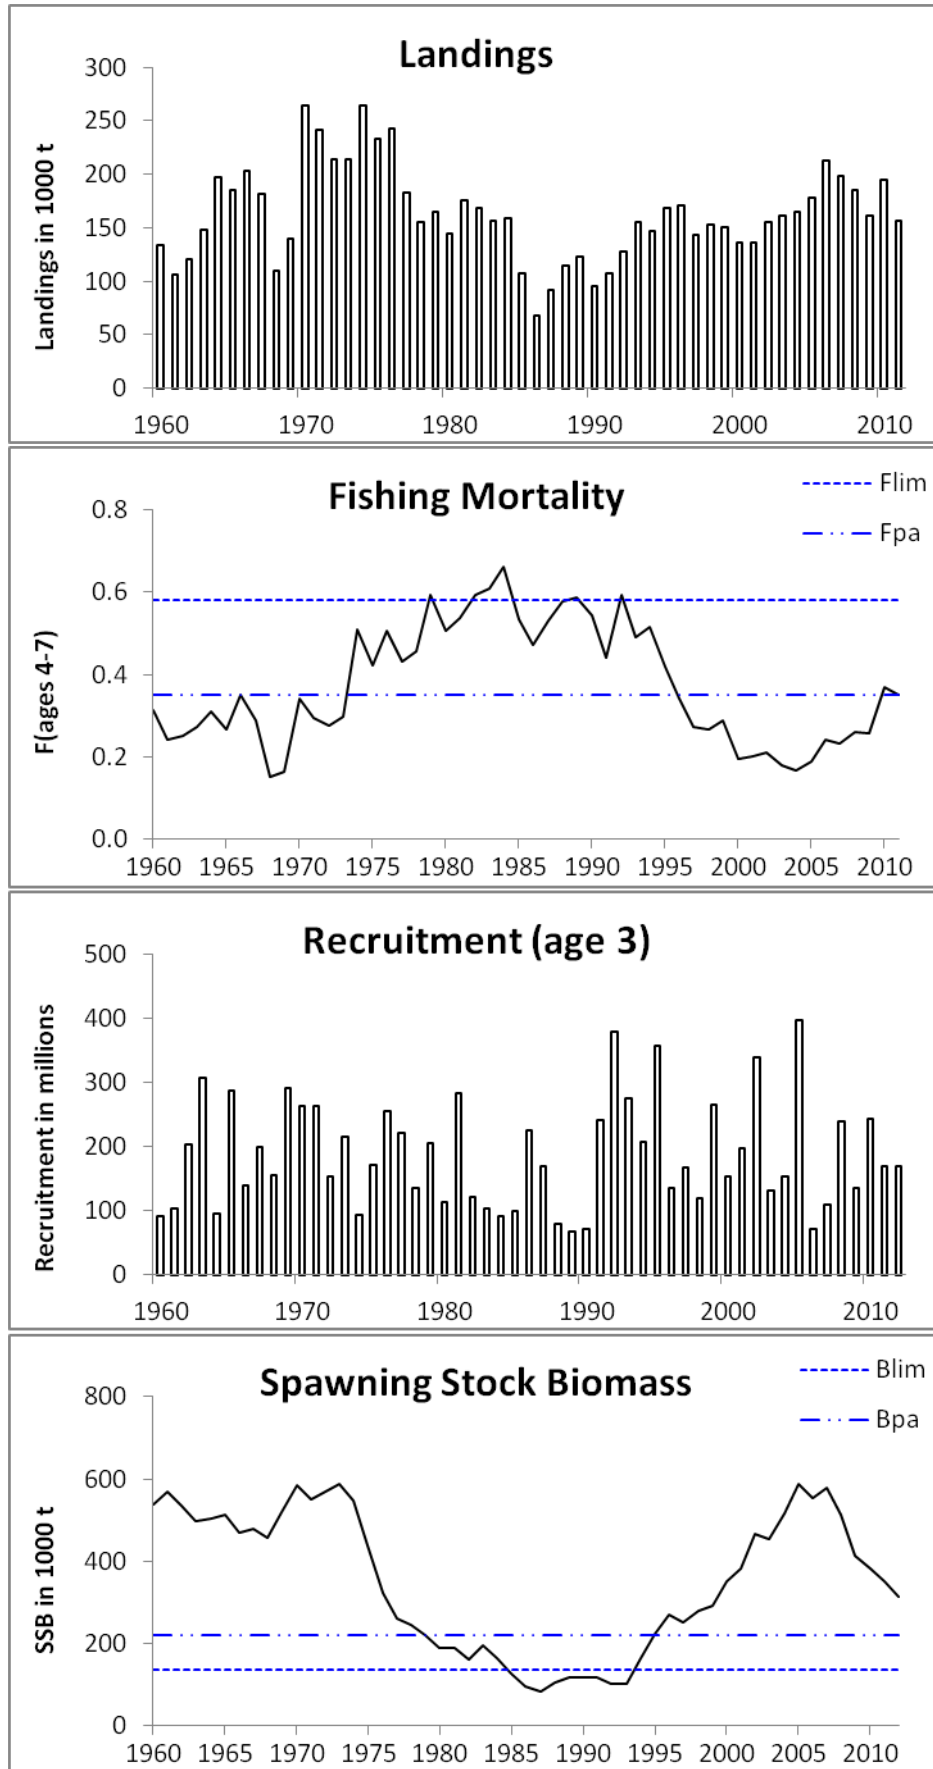 Landings
Landings in 1000 t
300
250
200
150
100
50
0
1960 1970 1980 1990 2000 2010
Fishing Mortality
Flim
Fpa
F(ages 4-7)
0.8
0.6
0.4
0.2
0.0
1960 1965 1970 1975 1980 1985 1990 1995 2000 2005 2010
Recruitment (age 3)
Recruitment in millions
500
400
300
200
100
0
1960 1970 1980 1990 2000 2010
Spawning Stock Biomass
Blim
Bpa
SSB in 1000 t
800
600
400
200
0
1960 1965 1970 1975 1980 1985 1990 1995 2000 2005 2010